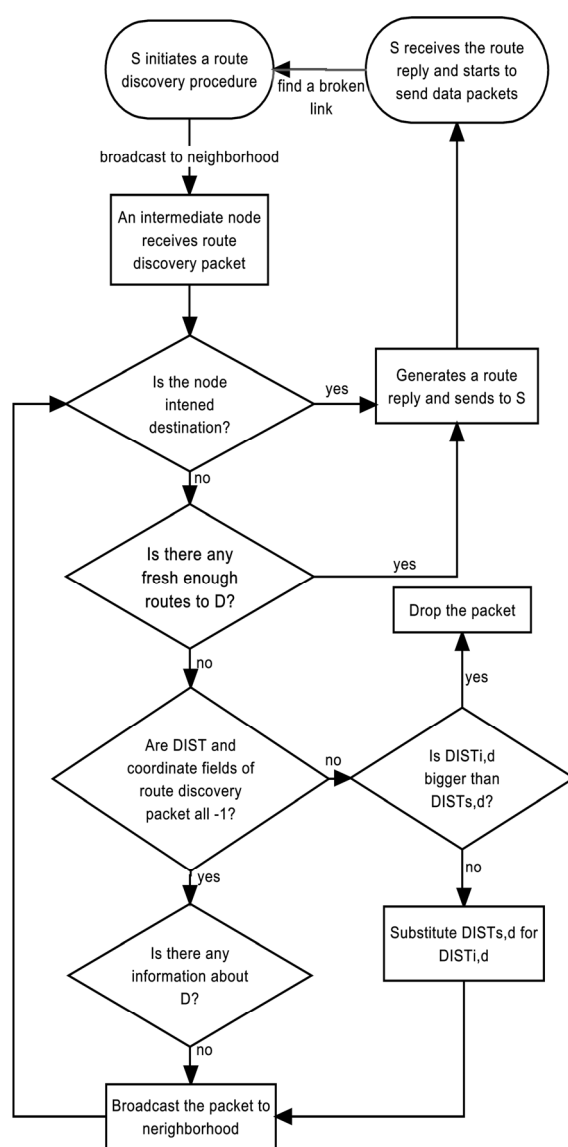 S initiates a route
discovery procedure
S receives the route
reply and starts to
send data packets
find a broken
link
broadcast to neighborhood
An intermediate node
receives route
discovery packet
Is the node
intened
destination?
yes
Generates a route
reply and sends to S
no
Is there any
fresh enough
routes to D?
yes
Drop the packet
no
yes
Are DIST and
coordinate fields of
route discovery
packet all -1?
no
Is DISTi,d
bigger than
DISTs,d?
yes
no
Is there any
information about
D?
Substitute DISTs,d for
DISTi,d
no
Broadcast the packet to
nerighborhood